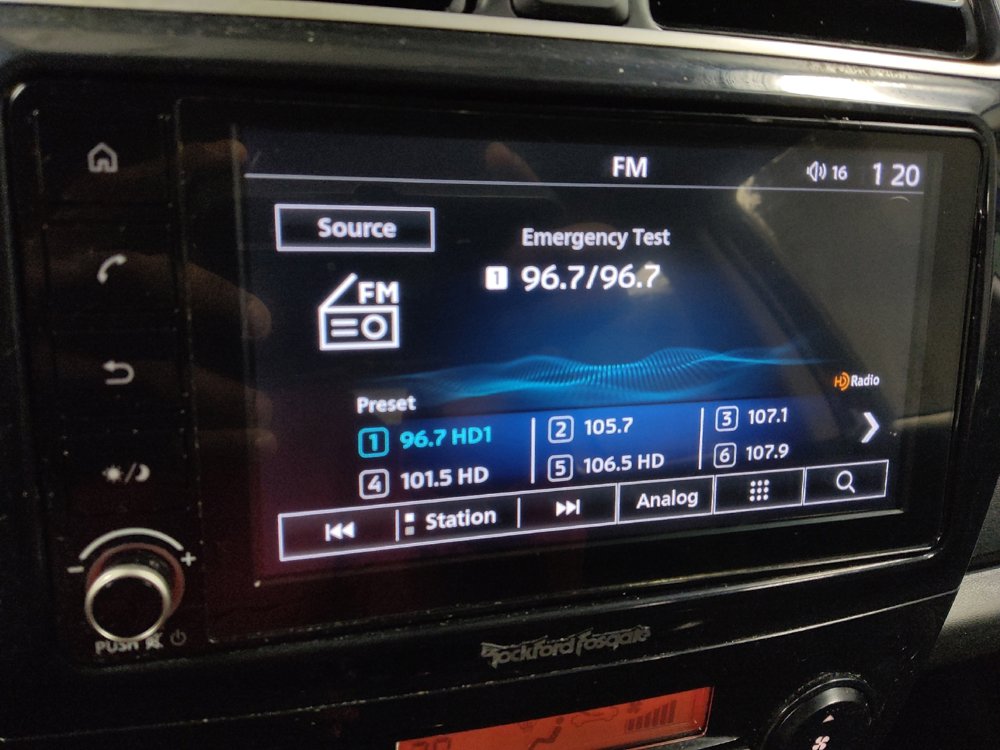 FM
16
1 20
Source
Emergency Test
FM
1 96.7/96.7
HD Radio
Preset
1 96.7 HD1
2 105.7
3 107.1
4 101.5 HD
5 106.5 HD
6 107.9
Station
Analog
- +
PUSH
Rockford Fosgate